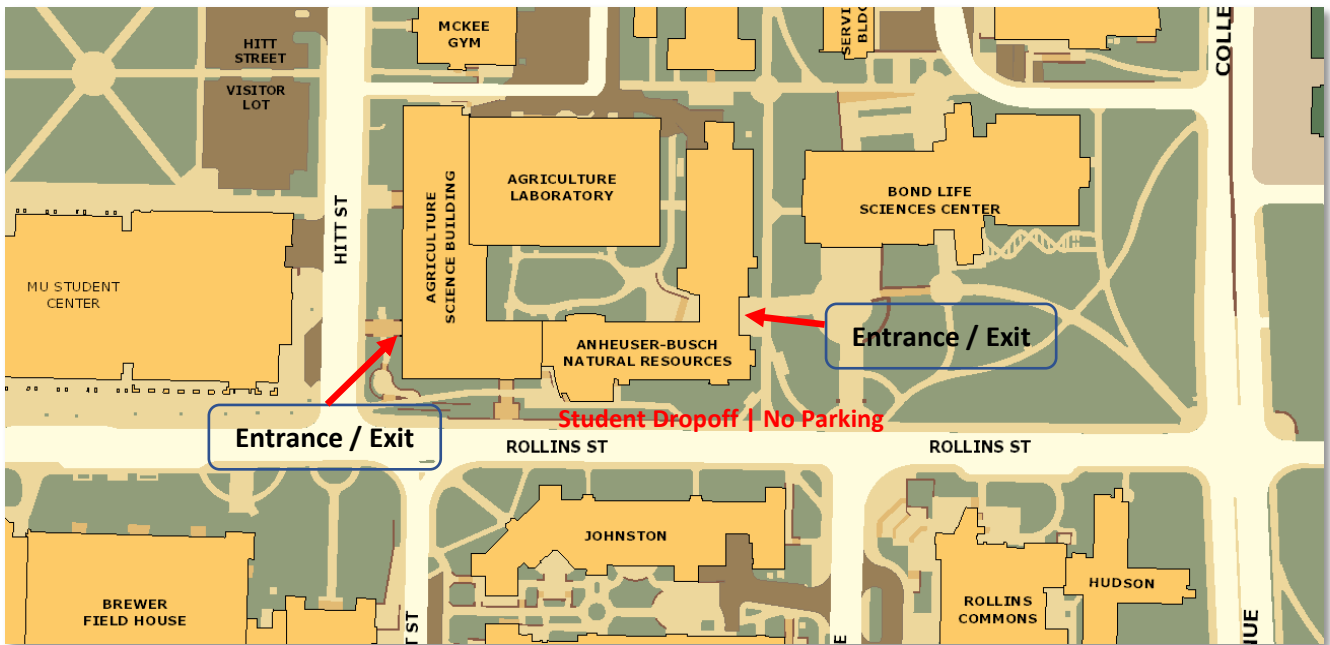 MCKEE
GYM
SERVI
BLDG
COLLE
HITT
STREET
VISITOR
LOT
HITT ST
AGRICULTURE
SCIENCE BUILDING
AGRICULTURE
LABORATORY
BOND LIFE
SCIENCES CENTER
MU STUDENT
CENTER
ANHEUSER-BUSCH
NATURAL RESOURCES
Entrance / Exit
Entrance / Exit
Student Dropoff | No Parking
ROLLINS ST
ROLLINS ST
JOHNSTON
BREWER
FIELD HOUSE
T ST
E
ROLLINS
COMMONS
HUDSON
NUE